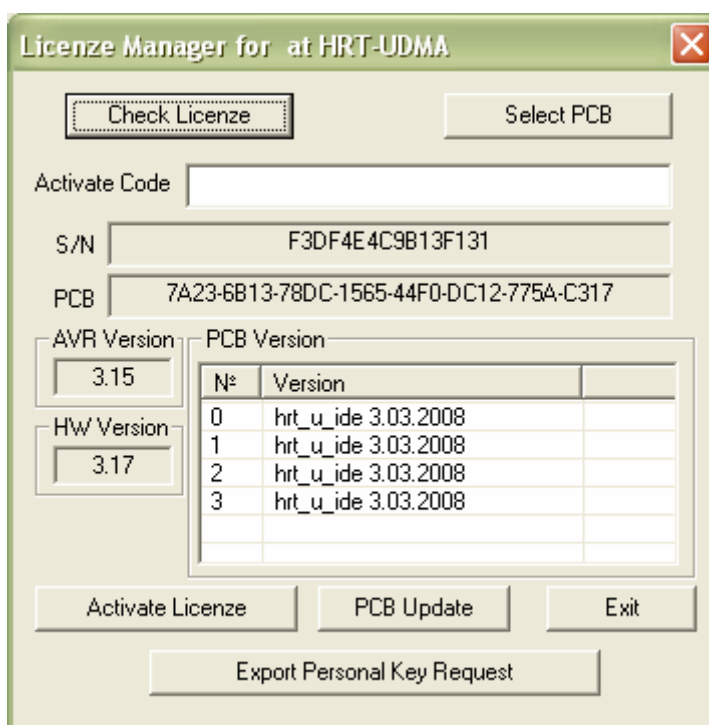 Licenze Manager for at HRT-UDMA
Check Licenze
Select PCB
Activate Code
S/N
F3DF4E4C9B13F131
PCB
7A23-6B13-78DC-1565-44F0-DC12-775A-C317
AVR Version
3.15
HW Version
3.17
PCB Version
Nº Version
0 hrt_u_ide 3.03.2008
1 hrt_u_ide 3.03.2008
2 hrt_u_ide 3.03.2008
3 hrt_u_ide 3.03.2008
Activate Licenze
PCB Update
Exit
Export Personal Key Request